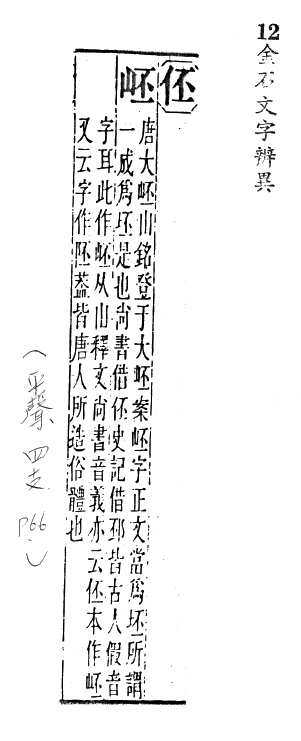 12金石文字辨異
伾
岯
唐大岯山銘登于大岯案岯字正文當爲坯所謂
一成爲坯是也尚書借伾史記借邳皆古人假音
字耳此作岯从山釋文尚書音義亦云伾本作岯
又云字作葢皆唐人所造俗體也
(平聲 四支 P66)